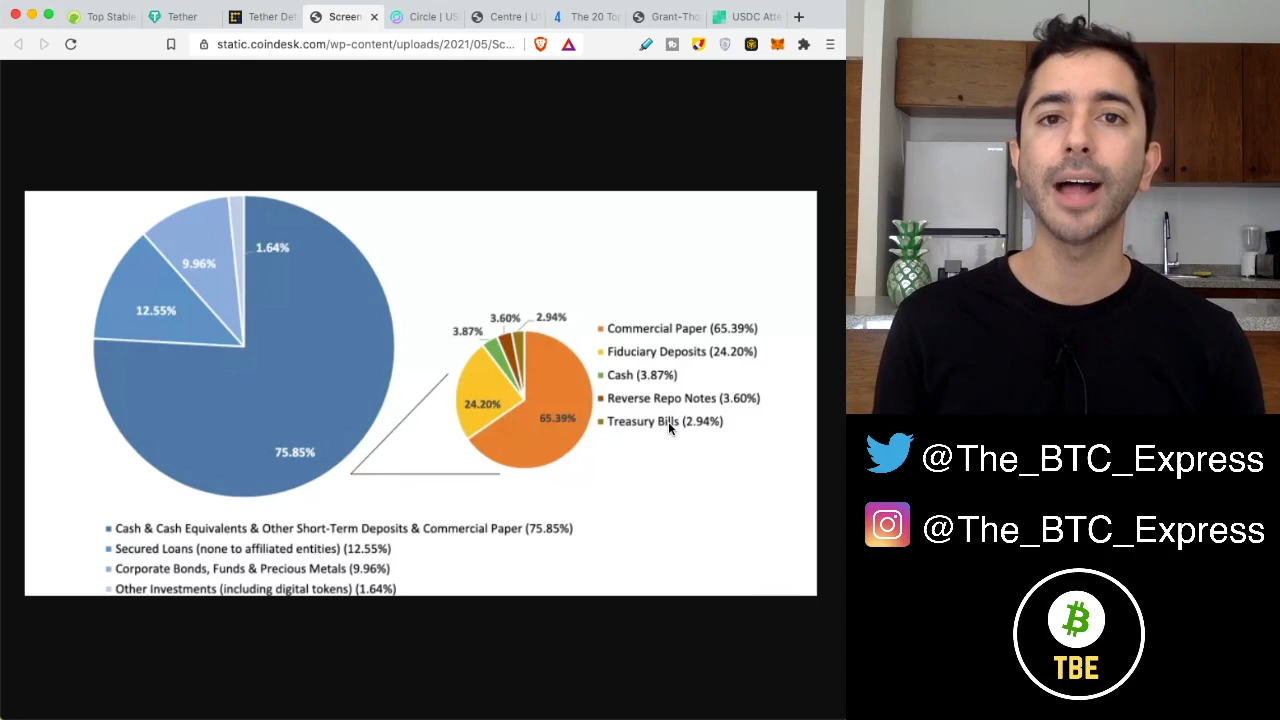 Top Stable
Tether
Tether Det
Screen
Circle | US
Centre | U
The 20 To
Grant-Tho
USDC Atte
static.coindesk.com/wp-content/uploads/2021/05/Sc...
1.64%
9.96%
12.55%
75.85%
3.60%
2.94%
3.87%
24.20%
65.39%
Commercial Paper (65.39%)
Fiduciary Deposits (24.20%)
Cash (3.87%)
Reverse Repo Notes (3.60%)
Treasury Bills (2.94%)
Cash & Cash Equivalents & Other Short-Term Deposits & Commercial Paper (75.85%)
Secured Loans (none to affiliated entities) (12.55%)
Corporate Bonds, Funds & Precious Metals (9.96%)
Other Investments (including digital tokens) (1.64%)
@The_BTC_Express
@The_BTC_Express
TBE